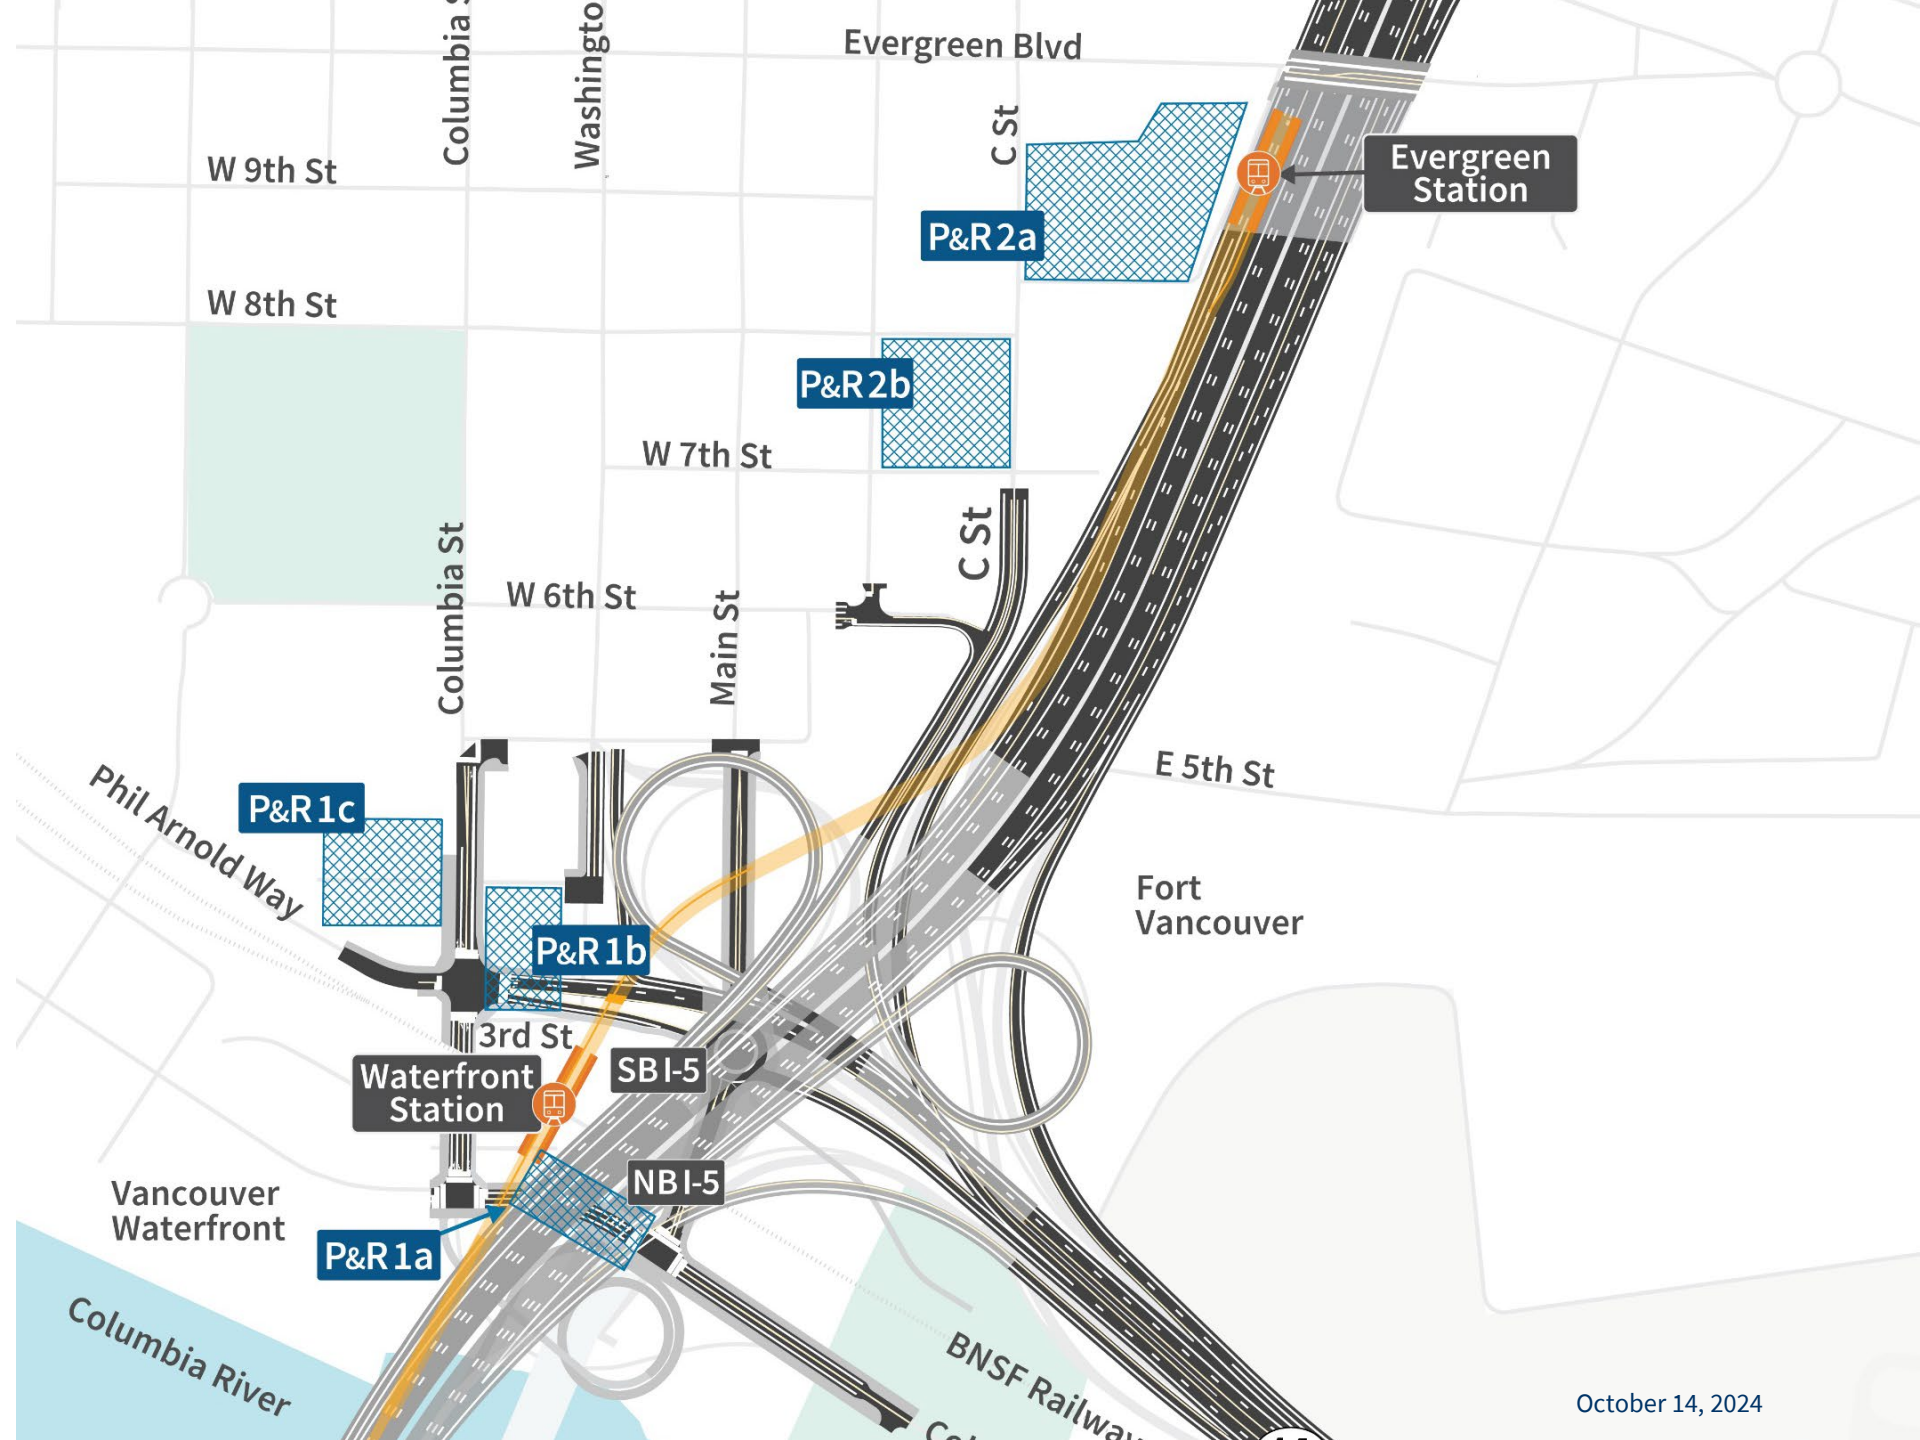 Columbia
Washingto
Evergreen Blvd
C St
W 9th St
Evergreen
Station
P&R 2a
W 8th St
P&R 2b
W 7th St
C St
Columbia St
W 6th St
Main St
E 5th St
Phil Arnold Way
P&R 1c
Fort
Vancouver
P&R 1b
3rd St
Waterfront
Station
SB I-5
NB I-5
Vancouver
Waterfront
P&R 1a
Columbia River
BNSF Railway
October 14, 2024